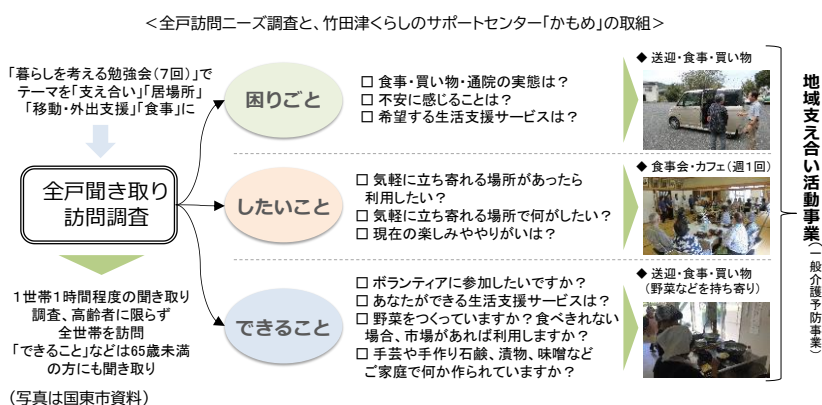 ＜全戸訪問ニーズ調査と、竹田津くらしのサポートセンター「かもめ」の取組＞
「暮らしを考える勉強会（7回）」で
テーマを「支え合い」「居場所」
「移動・外出支援」「食事」に
全戸聞き取り
訪問調査
1世帯1時間程度の聞き取り
調査、高齢者に限らず
全世帯を訪問
「できること」などは65歳未満
の方にも聞き取り
（写真は国東市資料）
困りごと
□ 食事・買い物・通院の実態は？
□ 不安に感じることは？
□ 希望する生活支援サービスは？
◆ 送迎・食事・買い物
したいこと
□ 気軽に立ち寄れる場所があったら
利用したい？
□ 気軽に立ち寄れる場所で何がしたい？
□ 現在の楽しみややりがいは？
◆ 食事会・カフェ（週1回）
できること
□ ボランティアに参加したいですか？
□ あなたができる生活支援サービスは？
□ 野菜をつくっていますか？食べきれない
場合、市場があれば利用しますか？
□ 手芸や手作り石鹸、漬物、味噌など
ご家庭で何か作られていますか？
◆ 送迎・食事・買い物
（野菜などを持ち寄り）
地域支え合い活動事業（一般介護予防事業）